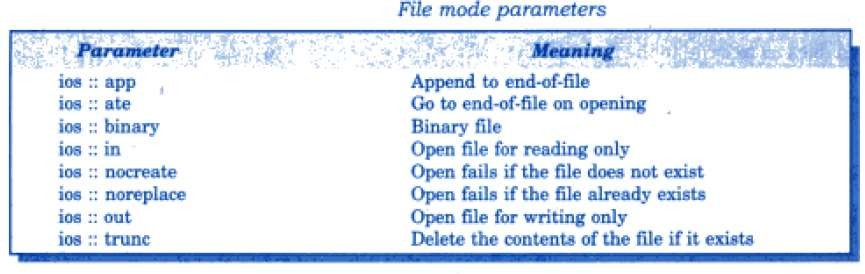 File mode parameters
Parameter Meaning
ios :: app Append to end-of-file
ios :: ate Go to end-of-file on opening
ios :: binary Binary file
ios :: in Open file for reading only
ios :: nocreate Open fails if the file does not exist
ios :: noreplace Open fails if the file already exists
ios :: out Open file for writing only
ios :: trunc Delete the contents of the file if it exists